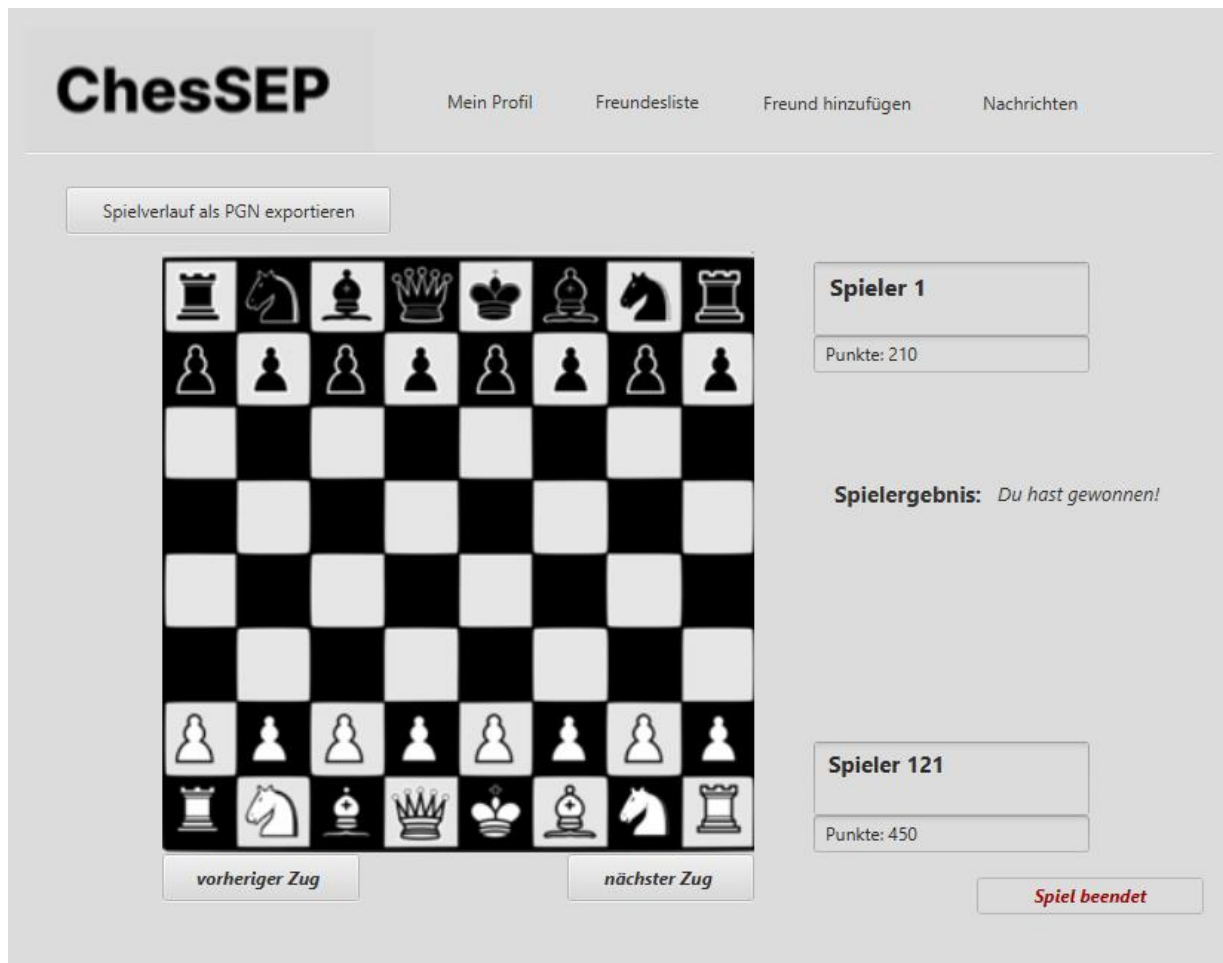 ChesSEP
Mein Profil
Freundesliste
Freund hinzufügen
Nachrichten
Spielverlauf als PGN exportieren
Spieler 1
Punkte: 210
Spielergebnis: Du hast gewonnen!
Spieler 121
Punkte: 450
vorheriger Zug
nächster Zug
Spiel beendet